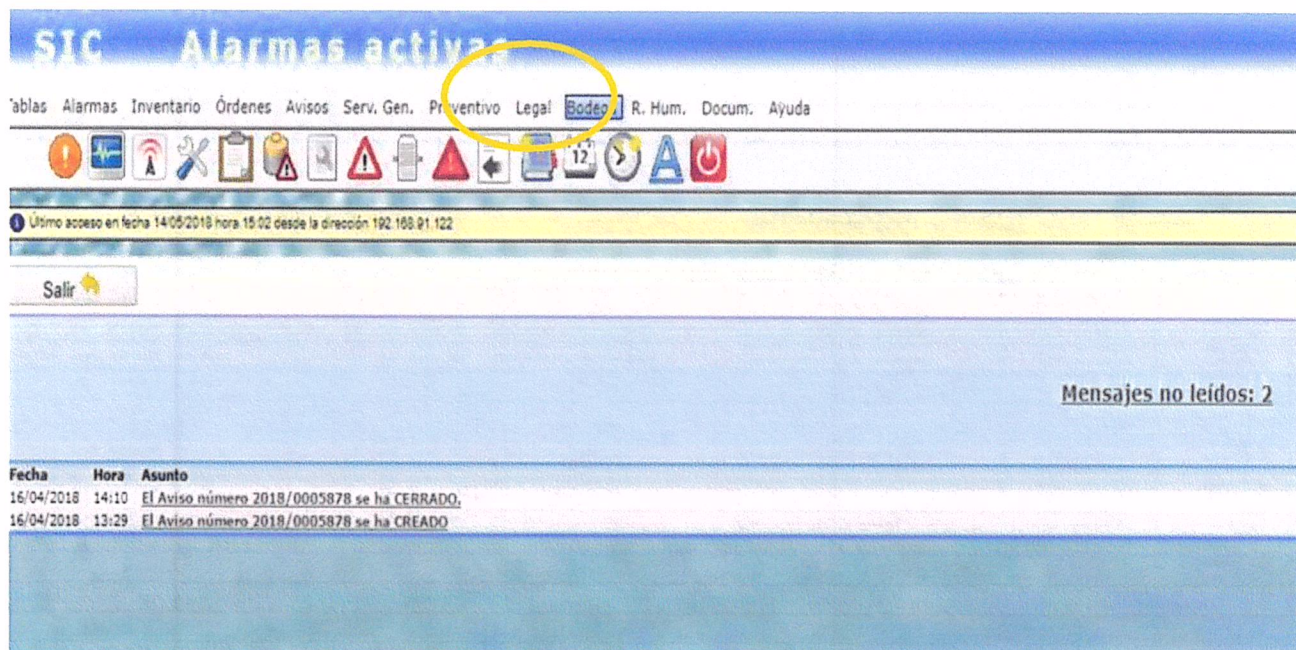 SIC Alarmas activas
Tablas Alarmas Inventario Órdenes Avisos Serv. Gen. Preventivo Legal Bodega R. Hum. Docum. Ayuda
12
Último acceso en fecha 14/05/2018 hora 15:02 desde la dirección 192.168.91.122
Salir
Mensajes no leídos: 2
Fecha Hora Asunto
16/04/2018 14:10 El Aviso número 2018/0005878 se ha CERRADO.
16/04/2018 13:29 El Aviso número 2018/0005878 se ha CREADO